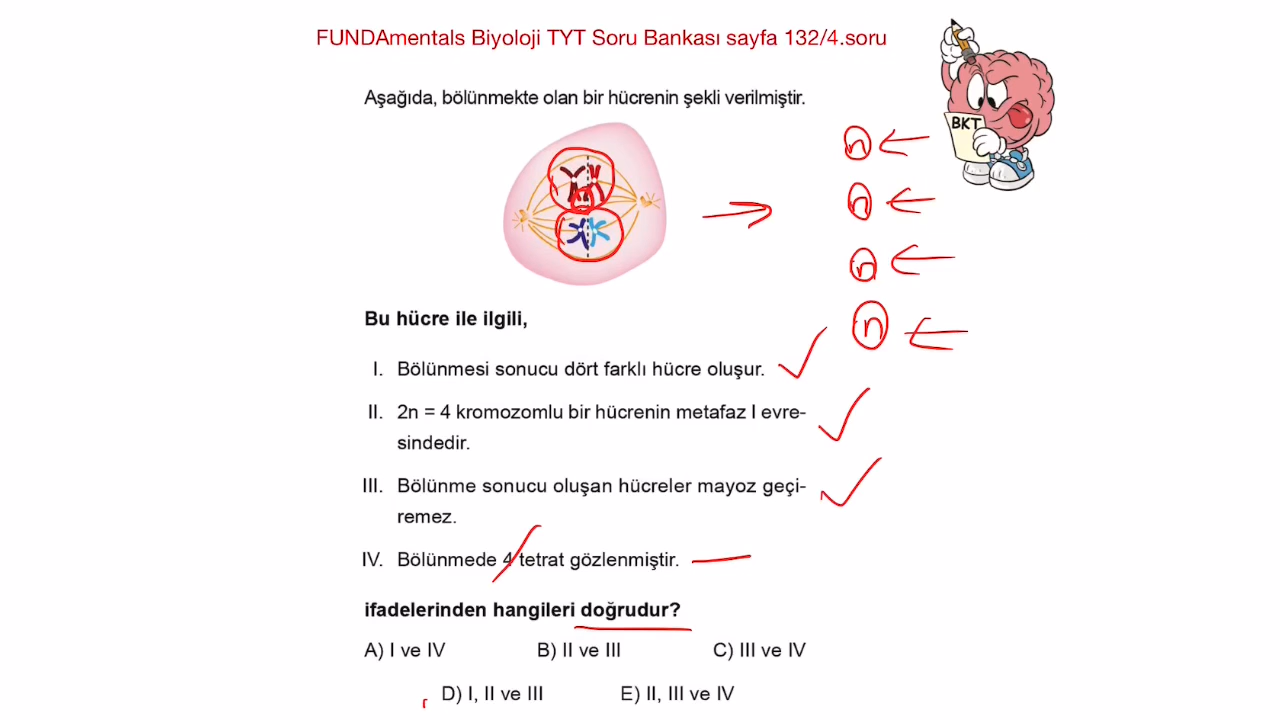 FUNDAmentals Biyoloji TYT Soru Bankası sayfa 132/4.soru
Aşağıda, bölünmekte olan bir hücrenin şekli verilmiştir.
BKT
n
n
n
n
Bu hücre ile ilgili,
I. Bölünmesi sonucu dört farklı hücre oluşur.
II. 2n = 4 kromozomlu bir hücrenin metafaz I evre-
sindedir.
III. Bölünme sonucu oluşan hücreler mayoz geçi-
remez.
IV. Bölünmede 4 tetrat gözlenmiştir.
ifadelerinden hangileri doğrudur?
A) I ve IV B) II ve III C) III ve IV
D) I, II ve III E) II, III ve IV